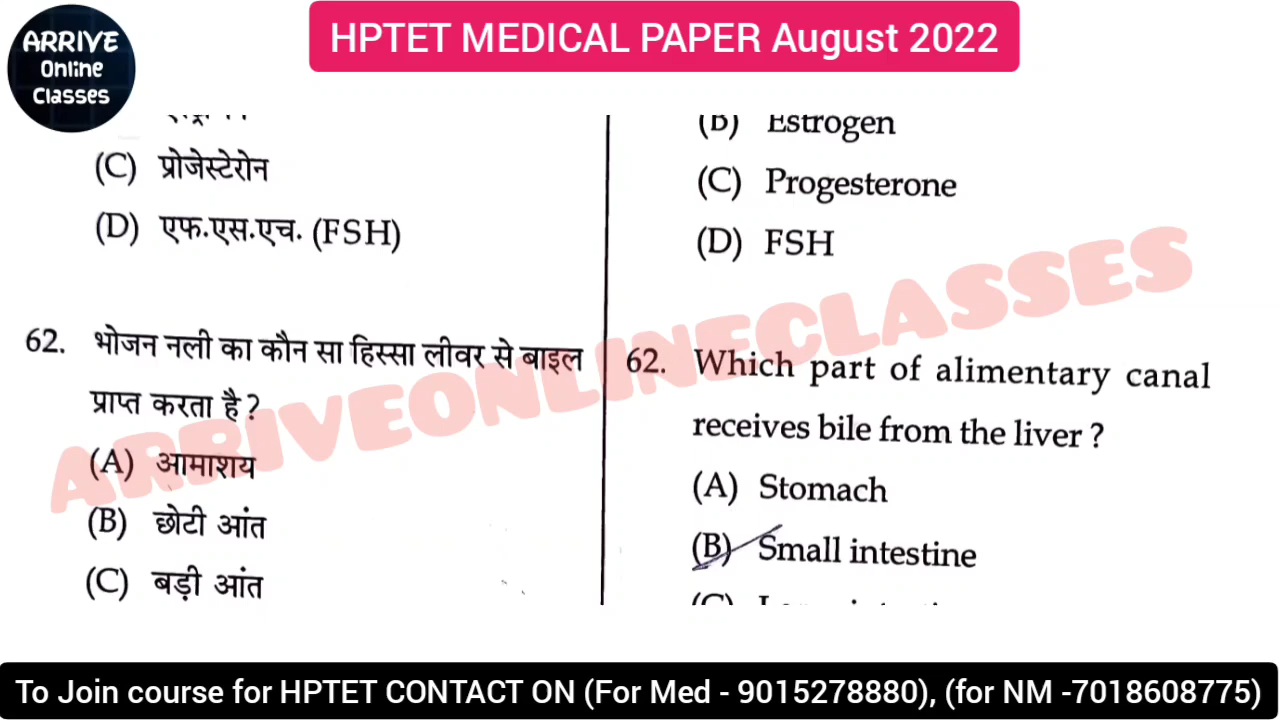 ARRIVE
Online
Classes
HPTET MEDICAL PAPER August 2022
(C) प्रोजेस्टेरोन
(D) एफ.एस.एच. (FSH)
62. भोजन नली का कौन सा हिस्सा लीवर से बाइल
प्राप्त करता है?
(A) आमाशय
(B) छोटी आंत
(C) बड़ी आंत
(B) Estrogen
(C) Progesterone
(D) FSH
62. Which part of alimentary canal
receives bile from the liver ?
(A) Stomach
(B) Small intestine
ARRIVEONLINECLASSES
To Join course for HPTET CONTACT ON (For Med - 9015278880), (for NM -7018608775)